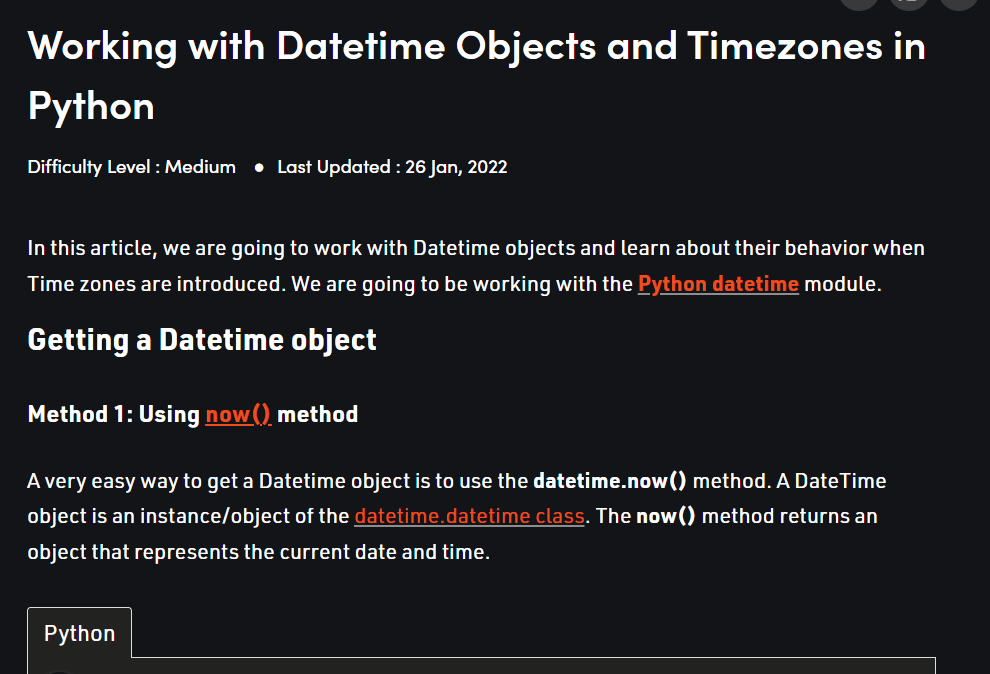 Working with Datetime Objects and Timezones in
Python
Difficulty Level : Medium ● Last Updated : 26 Jan, 2022
In this article, we are going to work with Datetime objects and learn about their behavior when
Time zones are introduced. We are going to be working with the Python datetime module.
Getting a Datetime object
Method 1: Using now() method
A very easy way to get a Datetime object is to use the datetime.now() method. A DateTime
object is an instance/object of the datetime.datetime class. The now() method returns an
object that represents the current date and time.
Python